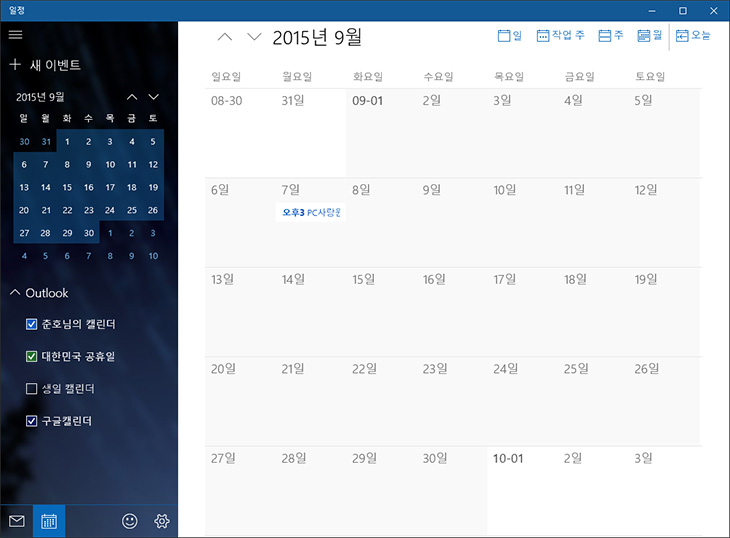 일정
새 이벤트
2015년 9월
일 월 화 수 목 금 토
30 31 1 2 3 4 5
6 7 8 9 10 11 12
13 14 15 16 17 18 19
20 21 22 23 24 25 26
27 28 29 30 1 2 3
4 5 6 7 8 9 10
Outlook
준호님의 캘린더
대한민국 공휴일
생일 캘린더
구글캘린더
2015년 9월
일 작업 주 주 월 오늘
일요일 월요일 화요일 수요일 목요일 금요일 토요일
08-30 31일 09-01 2일 3일 4일 5일
6일 7일 8일 9일 10일 11일 12일
오후3 PC사랑원
13일 14일 15일 16일 17일 18일 19일
20일 21일 22일 23일 24일 25일 26일
27일 28일 29일 30일 10-01 2일 3일